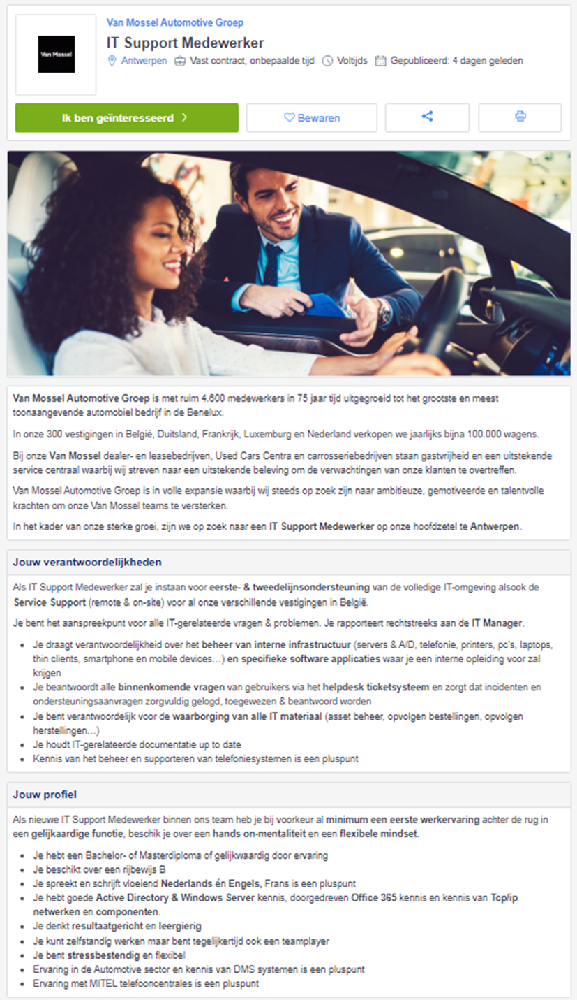 Van Mossel Automotive Groep
Van Mossel
IT Support Medewerker
Antwerpen Vast contract, onbepaalde tijd Voltijds Gepubliceerd: 4 dagen geleden
Ik ben geïnteresseerd > Bewaren
Van Mossel Automotive Groep is met ruim 4.600 medewerkers in 75 jaar tijd uitgegroeid tot het grootste en meest
toonaangevende automobiel bedrijf in de Benelux.
In onze 300 vestigingen in België, Duitsland, Frankrijk, Luxemburg en Nederland verkopen we jaarlijks bijna 100.000 wagens.
Bij onze Van Mossel dealer- en leasebedrijven, Used Cars Centra en carrosseriebedrijven staan gastvrijheid en een uitstekende
service centraal waarbij wij streven naar een uitstekende beleving om de verwachtingen van onze klanten te overtreffen.
Van Mossel Automotive Groep is in volle expansie waarbij wij steeds op zoek zijn naar ambitieuze, gemotiveerde en talentvolle
krachten om onze Van Mossel teams te versterken.
In het kader van onze sterke groei, zijn we op zoek naar een IT Support Medewerker op onze hoofdzetel te Antwerpen.
Jouw verantwoordelijkheden
Als IT Support Medewerker zal je instaan voor eerste- & tweedelijnsondersteuning van de volledige IT-omgeving alsook de
Service Support (remote & on-site) voor al onze verschillende vestigingen in België.
Je bent het aanspreekpunt voor alle IT-gerelateerde vragen & problemen. Je rapporteert rechtstreeks aan de IT Manager.
• Je draagt verantwoordelijkheid over het beheer van interne infrastructuur (servers & A/D, telefonie, printers, pc's, laptops,
thin clients, smartphone en mobile devices...) en specifieke software applicaties waar je een interne opleiding voor zal
krijgen
• Je beantwoordt alle binnenkomende vragen van gebruikers via het helpdesk ticketsysteem en zorgt dat incidenten en
ondersteuningsaanvragen zorgvuldig gelogd, toegewezen & beantwoord worden
• Je bent verantwoordelijk voor de waarborging van alle IT materiaal (asset beheer, opvolgen bestellingen, opvolgen
herstellingen...)
• Je houdt IT-gerelateerde documentatie up to date
• Kennis van het beheer en supporteren van telefoniesystemen is een pluspunt
Jouw profiel
Als nieuwe IT Support Medewerker binnen ons team heb je bij voorkeur al minimum een eerste werkervaring achter de rug in
een gelijkaardige functie, beschik je over een hands on-mentaliteit en een flexibele mindset.
• Je hebt een Bachelor- of Masterdiploma of gelijkwaardig door ervaring
• Je beschikt over een rijbewijs B
• Je spreekt en schrijft vloeiend Nederlands én Engels, Frans is een pluspunt
• Je hebt goede Active Directory & Windows Server kennis, doorgedreven Office 365 kennis en kennis van Tcp/ip
netwerken en componenten.
• Je denkt resultaatgericht en leergierig
• Je kunt zelfstandig werken maar bent tegelijkertijd ook een teamplayer
• Je bent stressbestendig en flexibel
• Ervaring in de Automotive sector en kennis van DMS systemen is een pluspunt
• Ervaring met MITEL telefooncentrales is een pluspunt